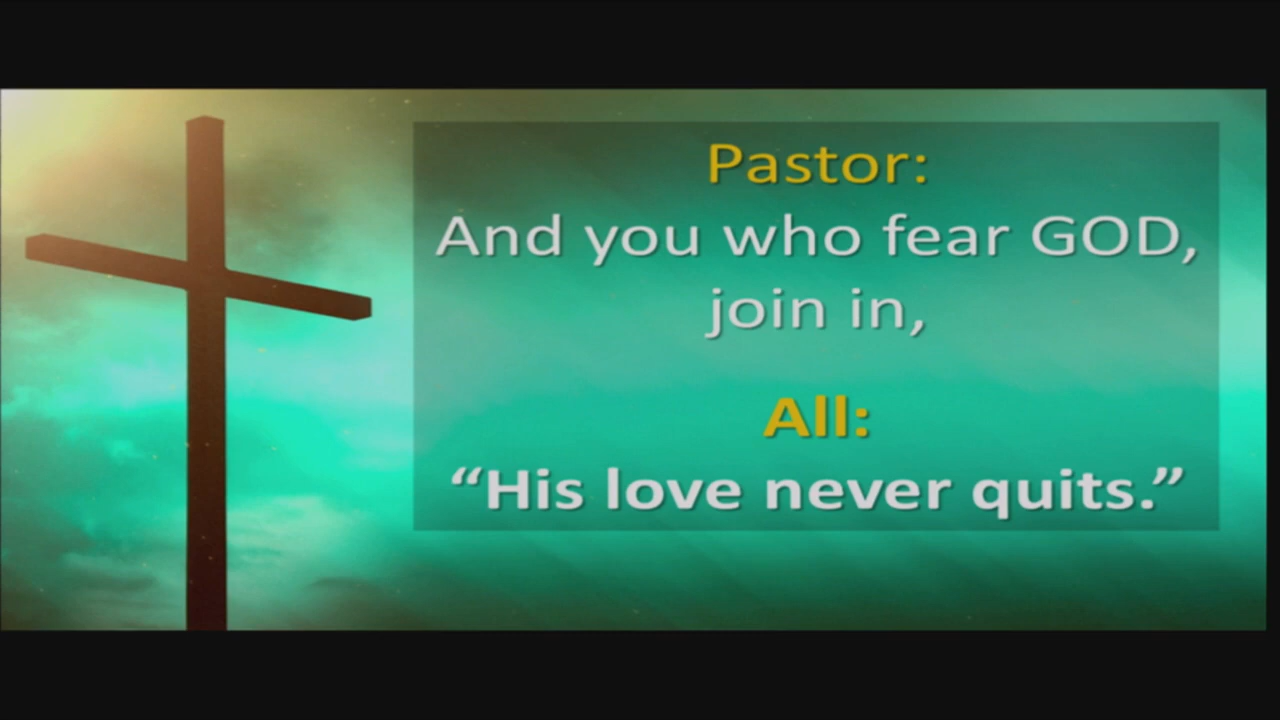 Pastor:
And you who fear GOD,
join in,
All:
“His love never quits.”